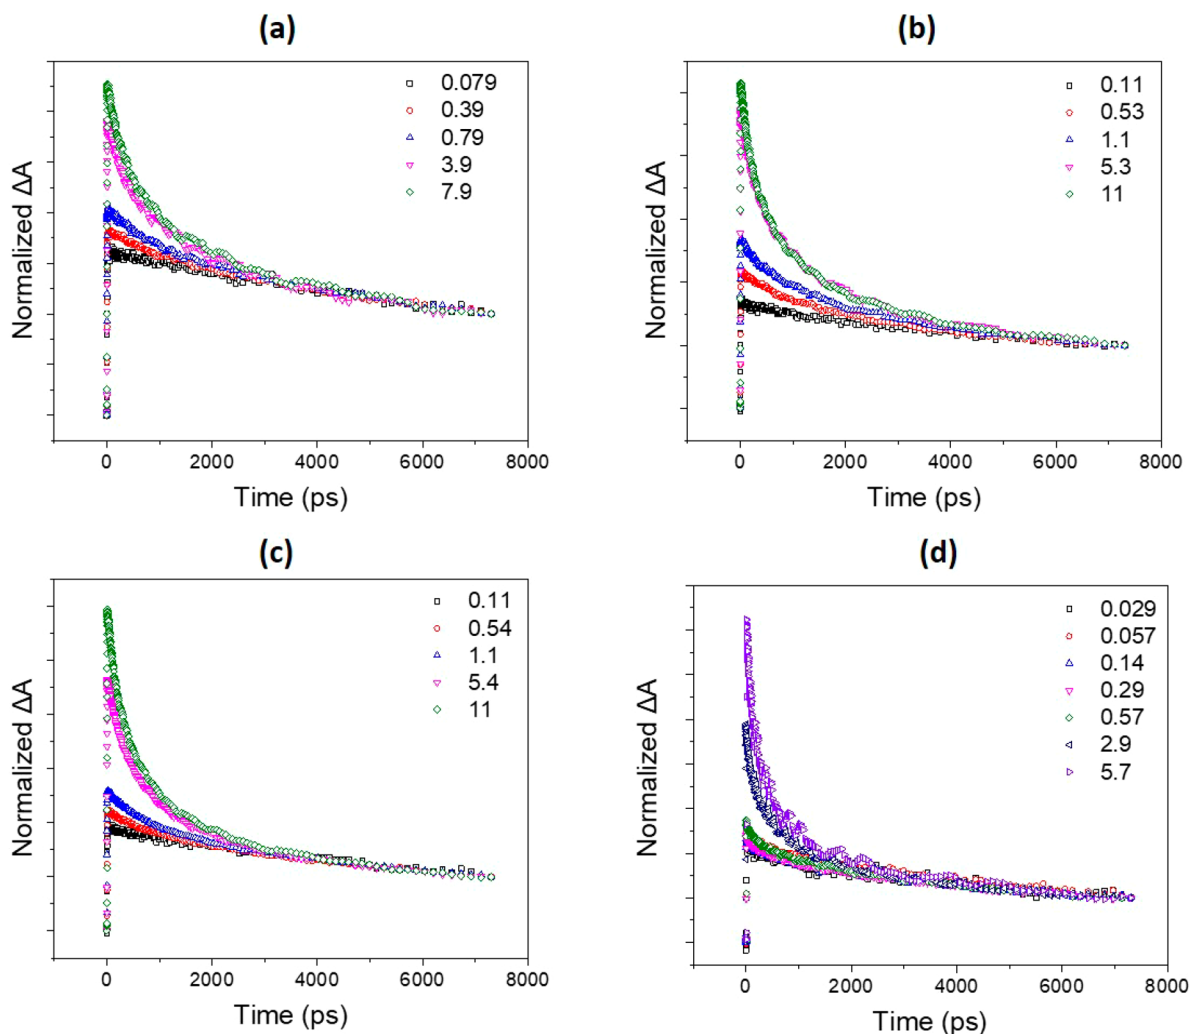 (a)
0.079
0.39
0.79
3.9
7.9
Normalized ΔA
0 2000 4000 6000 8000
Time (ps)
(b)
0.11
0.53
1.1
5.3
11
Normalized ΔA
0 2000 4000 6000 8000
Time (ps)
(c)
0.11
0.54
1.1
5.4
11
Normalized ΔA
0 2000 4000 6000 8000
Time (ps)
(d)
0.029
0.057
0.14
0.29
0.57
2.9
5.7
Normalized ΔA
0 2000 4000 6000 8000
Time (ps)